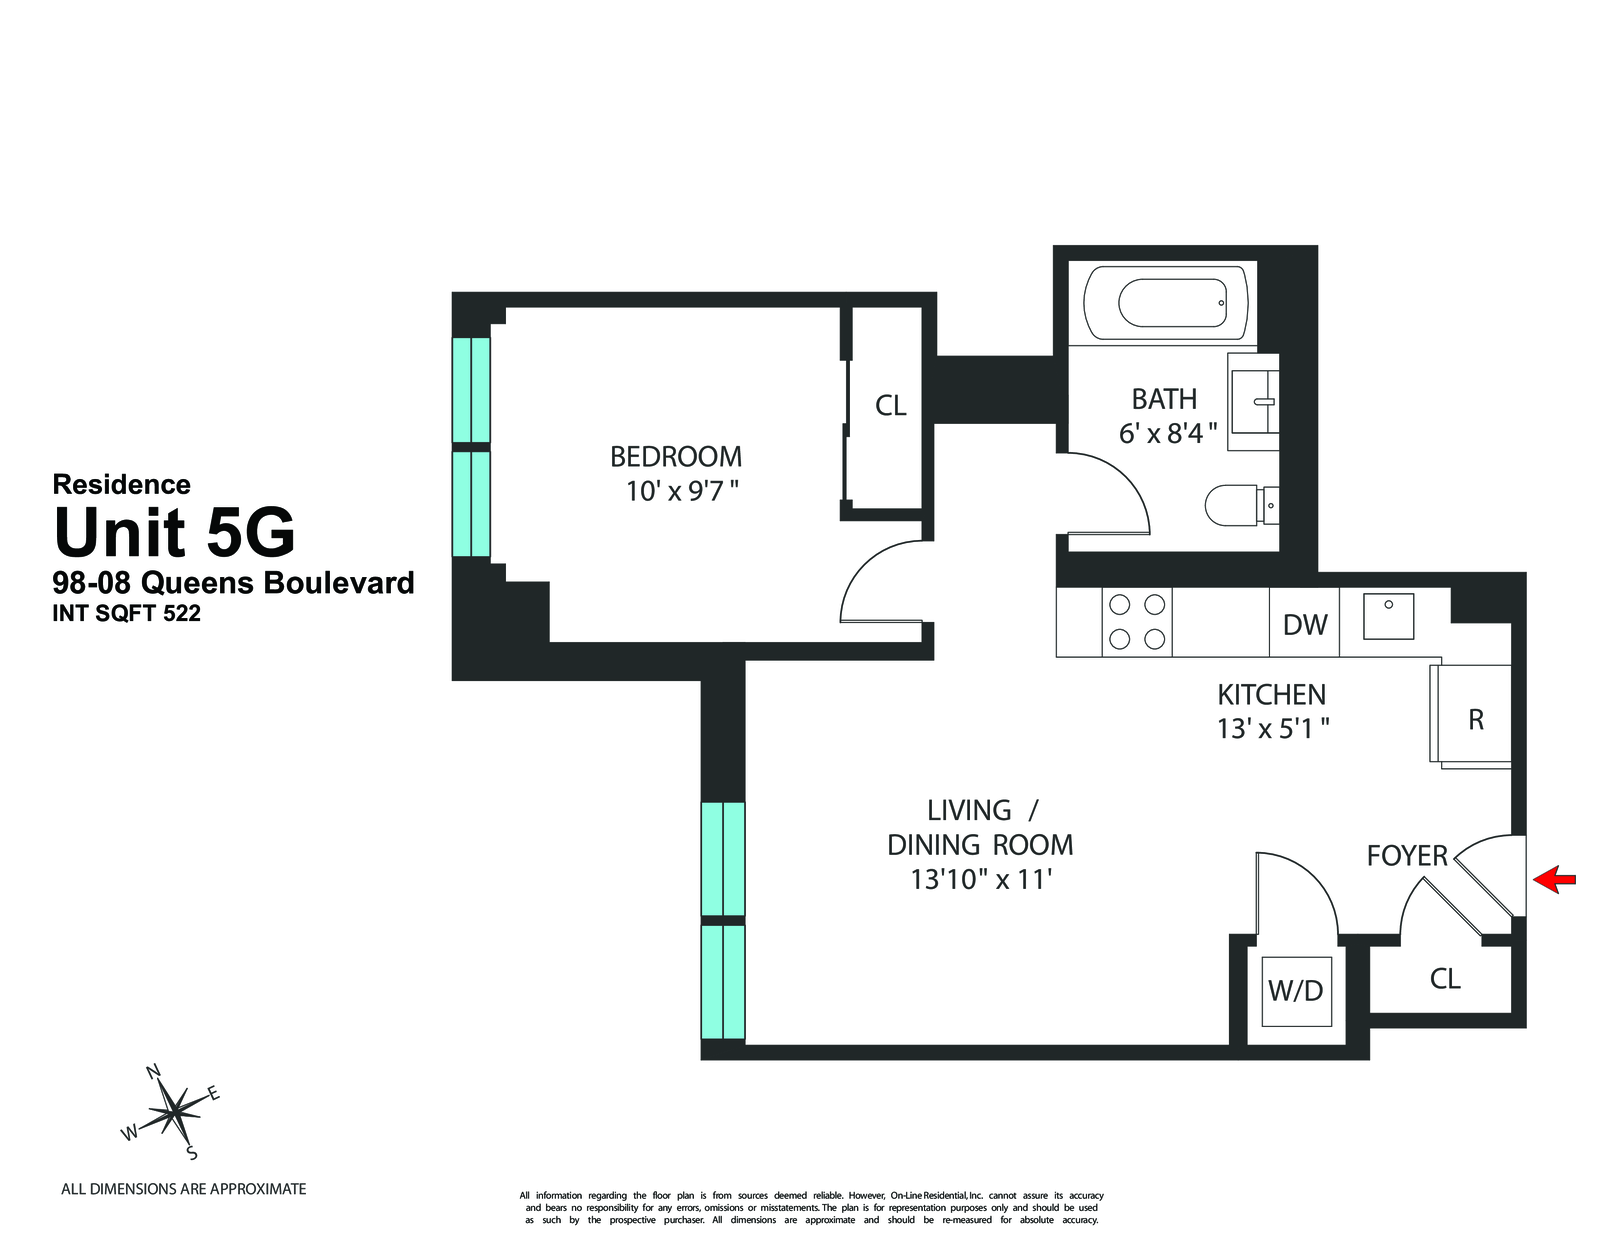 Residence
Unit 5G
98-08 Queens Boulevard
INT SQFT 522
BEDROOM
10' x 9'7 "
CL
BATH
6' x 8'4 "
DW
KITCHEN
13' x 5'1 "
R
LIVING /
DINING ROOM
13'10" x 11'
FOYER
W/D
CL
N
E
W
S
ALL DIMENSIONS ARE APPROXIMATE
All information regarding the floor plan is from sources deemed reliable. However, On-Line Residential, Inc. cannot assure its accuracy
and bears no responsibility for any errors, omissions or misstatements. The plan is for representation purposes only and should be used
as such by the prospective purchaser. All dimensions are approximate and should be re-measured for absolute accuracy.